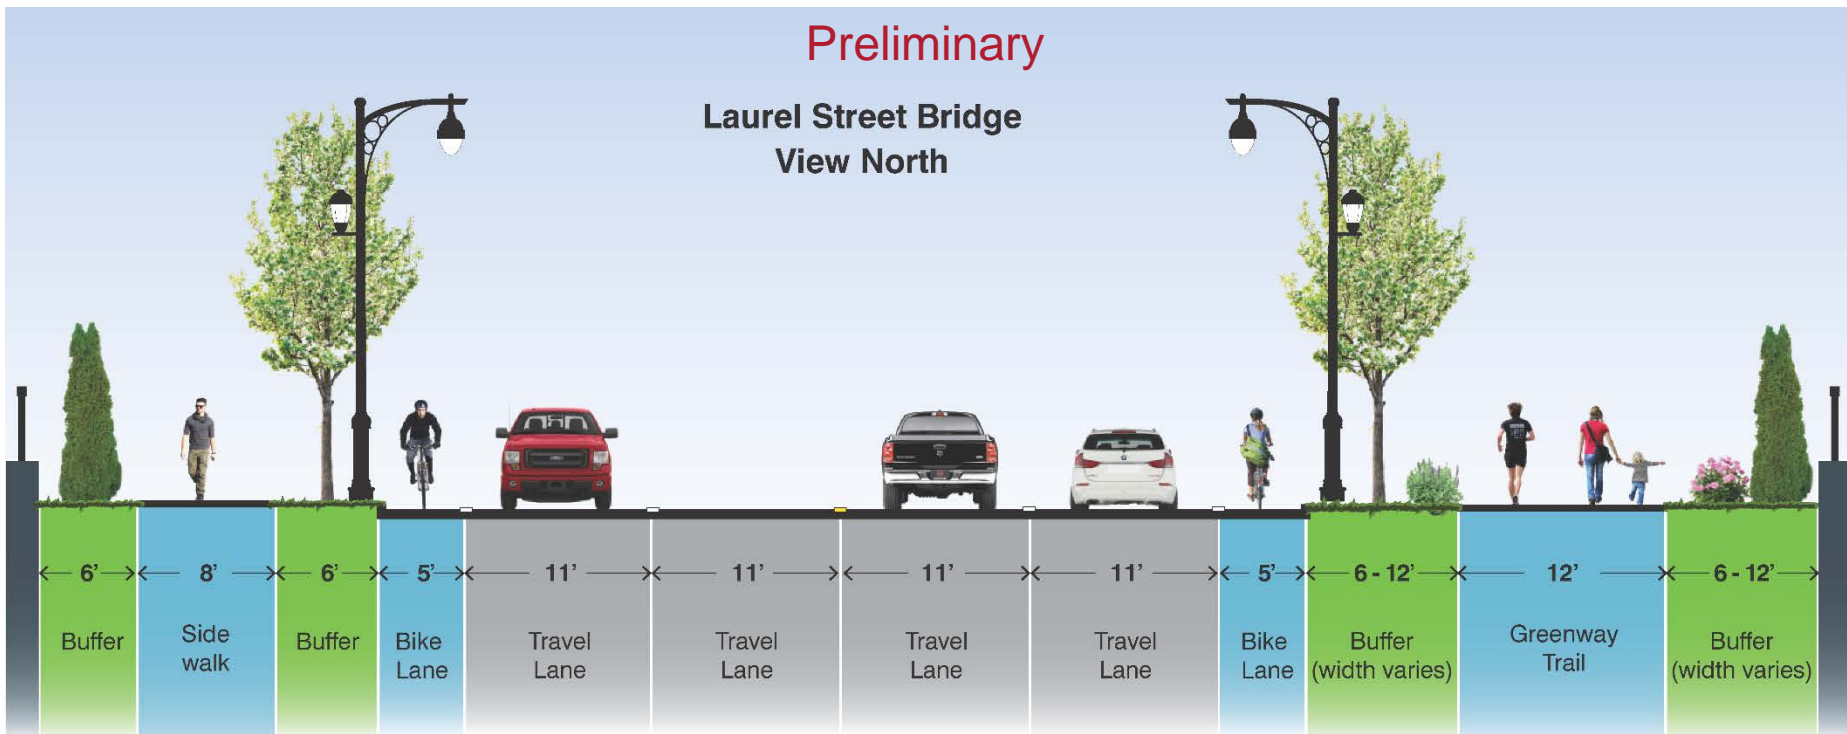 Preliminary
Laurel Street Bridge
View North
6’
8’
6’
5’
11’
11’
11’
11’
5’
6 - 12’
12’
6 - 12’
Buffer
Side
walk
Buffer
Bike
Lane
Travel
Lane
Travel
Lane
Travel
Lane
Travel
Lane
Bike
Lane
Buffer
(width varies)
Greenway
Trail
Buffer
(width varies)